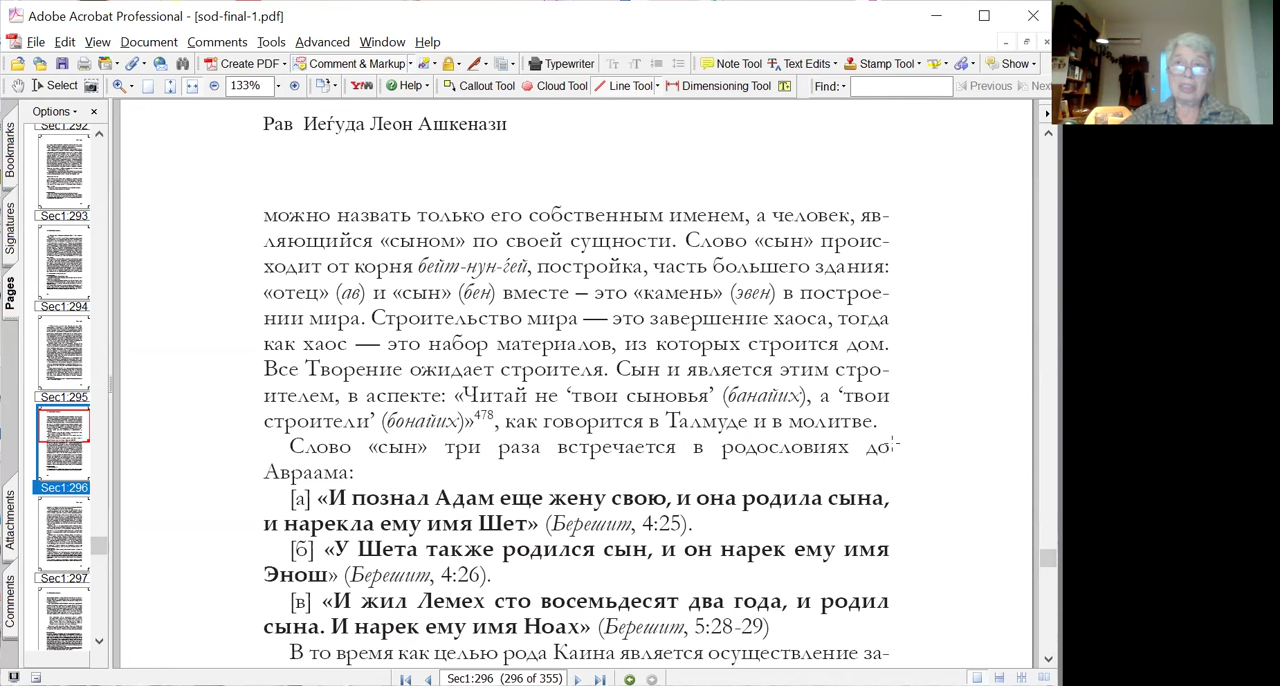 Adobe Acrobat Professional - [sod-final-1.pdf]
File Edit View Document Comments Tools Advanced Window Help
Create PDF Comment & Markup Typewriter Note Tool Text Edits Stamp Tool Show
Select 133% Help Callout Tool Cloud Tool Line Tool Dimensioning Tool Find: Previous Next
Options
Bookmarks
Signatures
Pages
Attachments
Comments
Sec1:292
Sec1:293
Sec1:294
Sec1:295
Sec1:296
Sec1:297
Рав Иеѓуда Леон Ашкенази
можно назвать только его собственным именем, а человек, яв-
ляющийся «сыном» по своей сущности. Слово «сын» проис-
ходит от корня бейт-нун-ѓей, постройка, часть большего здания:
«отец» (ав) и «сын» (бен) вместе – это «камень» (эвен) в построе-
нии мира. Строительство мира — это завершение хаоса, тогда
как хаос — это набор материалов, из которых строится дом.
Все Творение ожидает строителя. Сын и является этим стро-
ителем, в аспекте: «Читай не ‘твои сыновья’ (банайих), а ‘твои
строители’ (бонайих)»478, как говорится в Талмуде и в молитве.
Слово «сын» три раза встречается в родословиях до
Авраама:
[а] «И познал Адам еще жену свою, и она родила сына,
и нарекла ему имя Шет» (Берешит, 4:25).
[б] «У Шета также родился сын, и он нарек ему имя
Энош» (Берешит, 4:26).
[в] «И жил Лемех сто восемьдесят два года, и родил
сына. И нарек ему имя Ноах» (Берешит, 5:28-29)
В то время как целью рода Каина является осуществление за-
Sec1:296 (296 of 355)